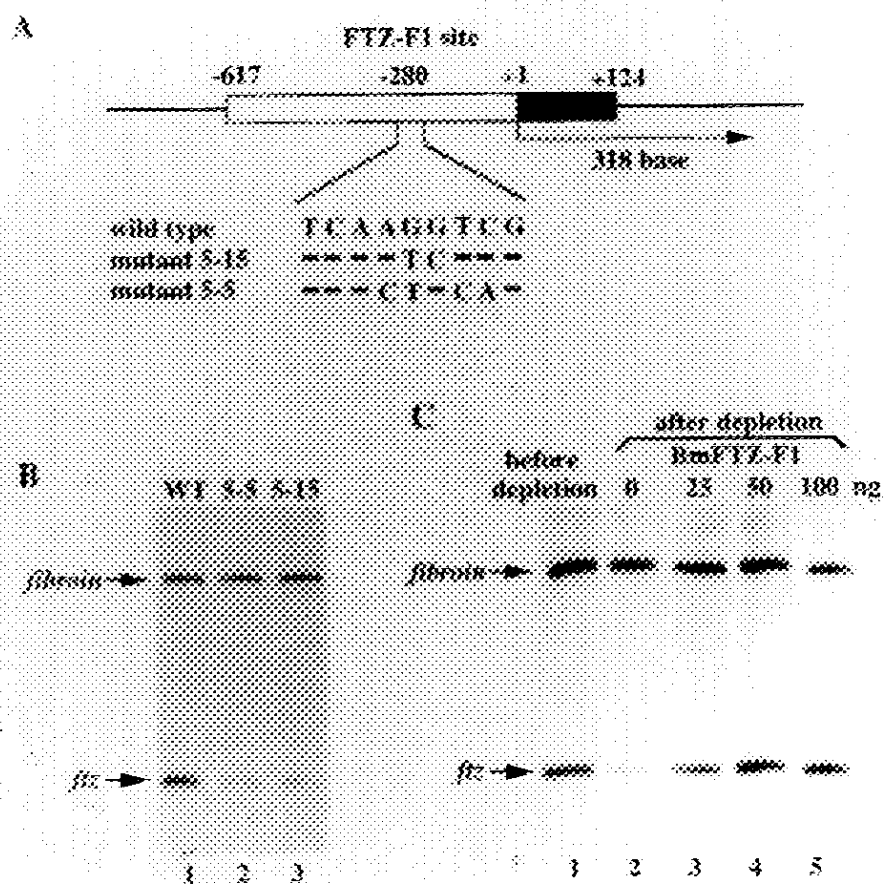 A
FTZ-F1 site
-617 -280 +1 +124
318 base
wild type T C A A G G T C G
mutant 5-15 - - - - T C - - -
mutant 5-5 - - - C T - C A -
B
WT 5-5 5-15
fibroin
ftz
1 2 3
C
after depletion
before depletion
BmFTZ-F1
0 25 50 100 ng
fibroin
ftz
1 2 3 4 5